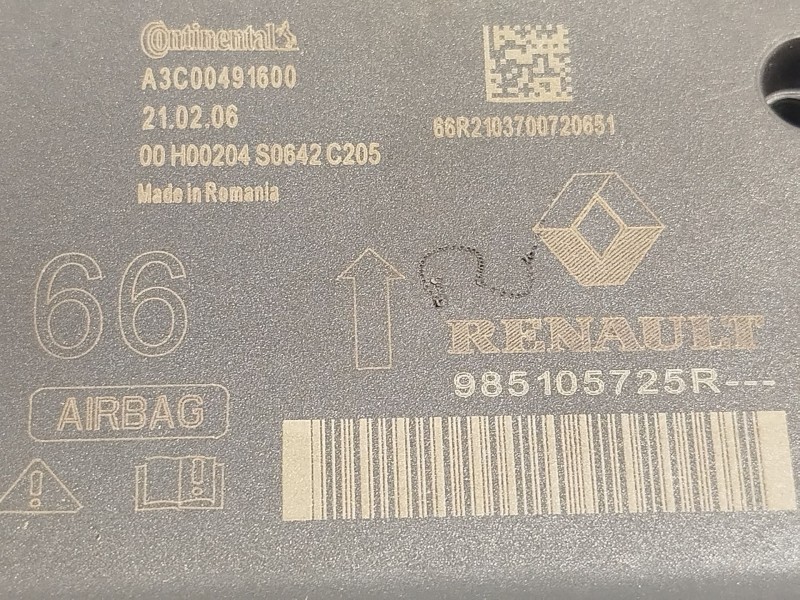 Continental
A3C00491600
21.02.06
00 H00204 S0642 C205
Made in Romania
66R2103700720651
66
RENAULT
985105725R---
AIRBAG